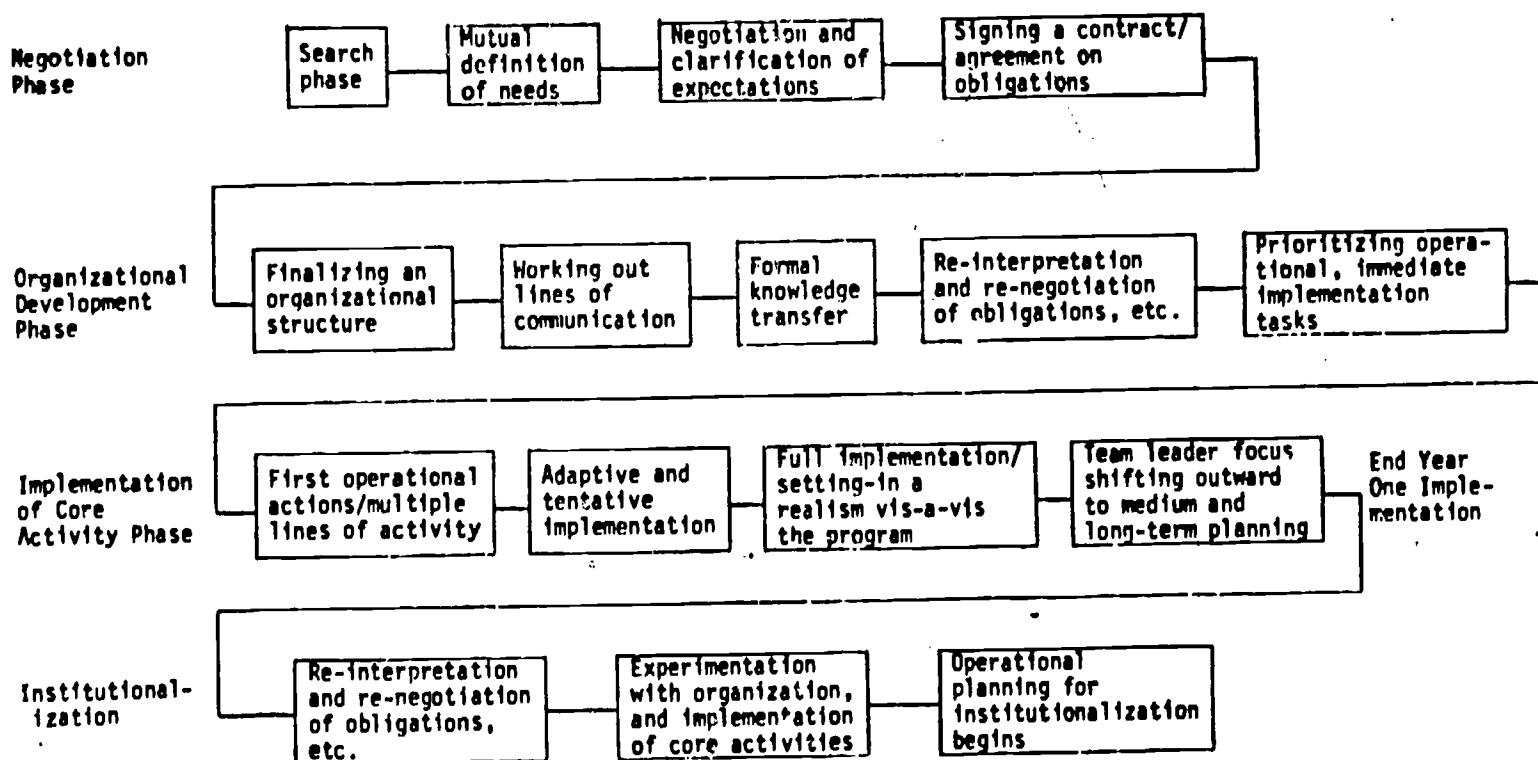 Negotiation
Phase
Search
phase
Mutual
definition
of needs
Negotiation and
clarification of
expectations
Signing a contract/
agreement on
obligations
Organizational
Development
Phase
Finalizing an
organizational
structure
Working out
lines of
communication
Formal
knowledge
transfer
Re-interpretation
and re-negotiation
of obligations, etc.
Prioritizing opera-
tional, immediate
implementation
tasks
Implementation
of Core
Activity Phase
First operational
actions/multiple
lines of activity
Adaptive and
tentative
implementation
Full implementation/
setting-in a
realism vis-a-vis
the program
Team leader focus
shifting outward
to medium and
long-term planning
End Year
One Imple-
mentation
Institutional-
ization
Re-interpretation
and re-negotiation
of obligations,
etc.
Experimentation
with organization,
and implementation
of core activities
Operational
planning for
institutionalization
begins